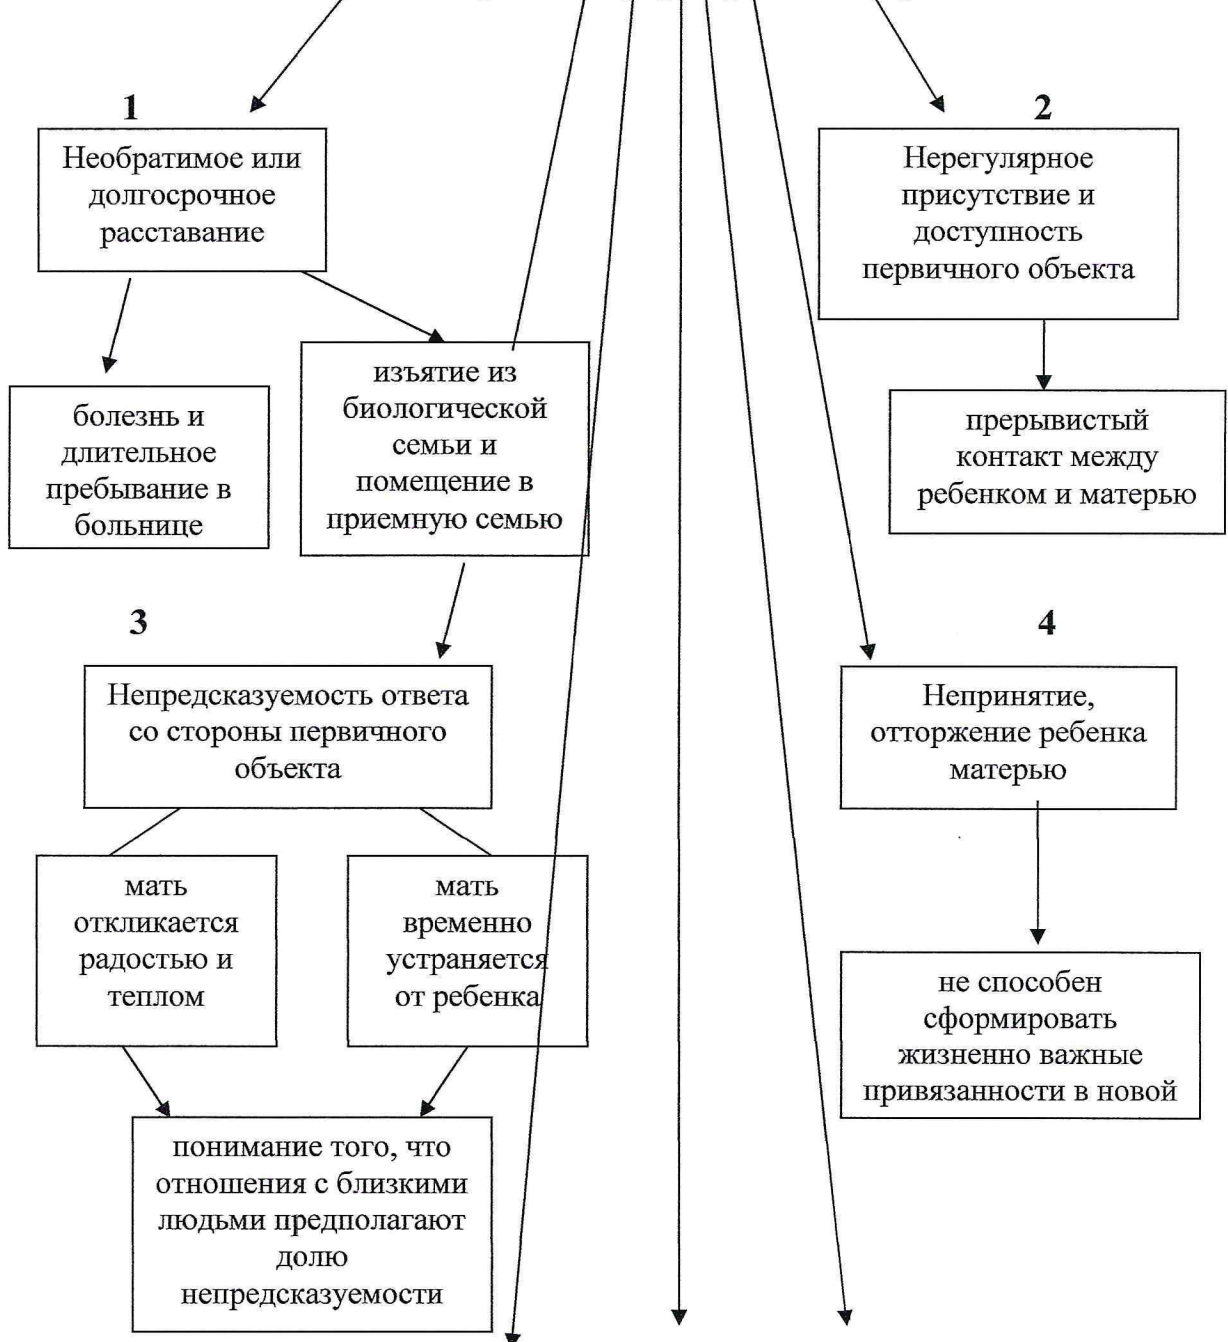 1
Необратимое или
долгосрочное
расставание
2
Нерегулярное
присутствие и
доступность
первичного объекта
болезнь и
длительное
пребывание в
больнице
изъятие из
биологической
семьи и
помещение в
приемную семью
прерывистый
контакт между
ребенком и матерью
3
Непредсказуемость ответа
со стороны первичного
объекта
4
Непринятие,
отторжение ребенка
матерью
мать
откликается
радостью и
теплом
мать
временно
устраняется
от ребенка
не способен
сформировать
жизненно важные
привязанности в новой
понимание того, что
отношения с близкими
людьми предполагают
долю
непредсказуемости